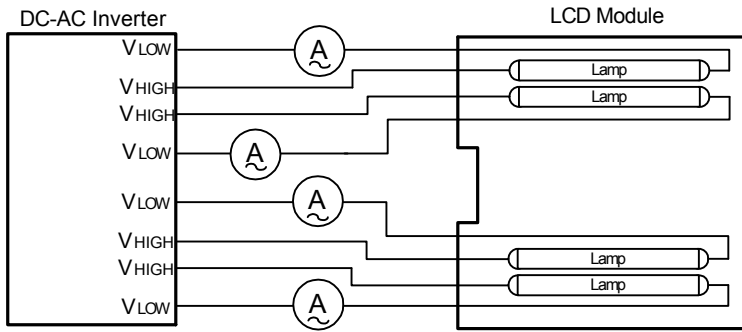 DC-AC Inverter
LCD Module
VLOW
A
Lamp
VHIGH
Lamp
VHIGH
VLOW
A
VLOW
A
VHIGH
Lamp
VHIGH
Lamp
VLOW
A